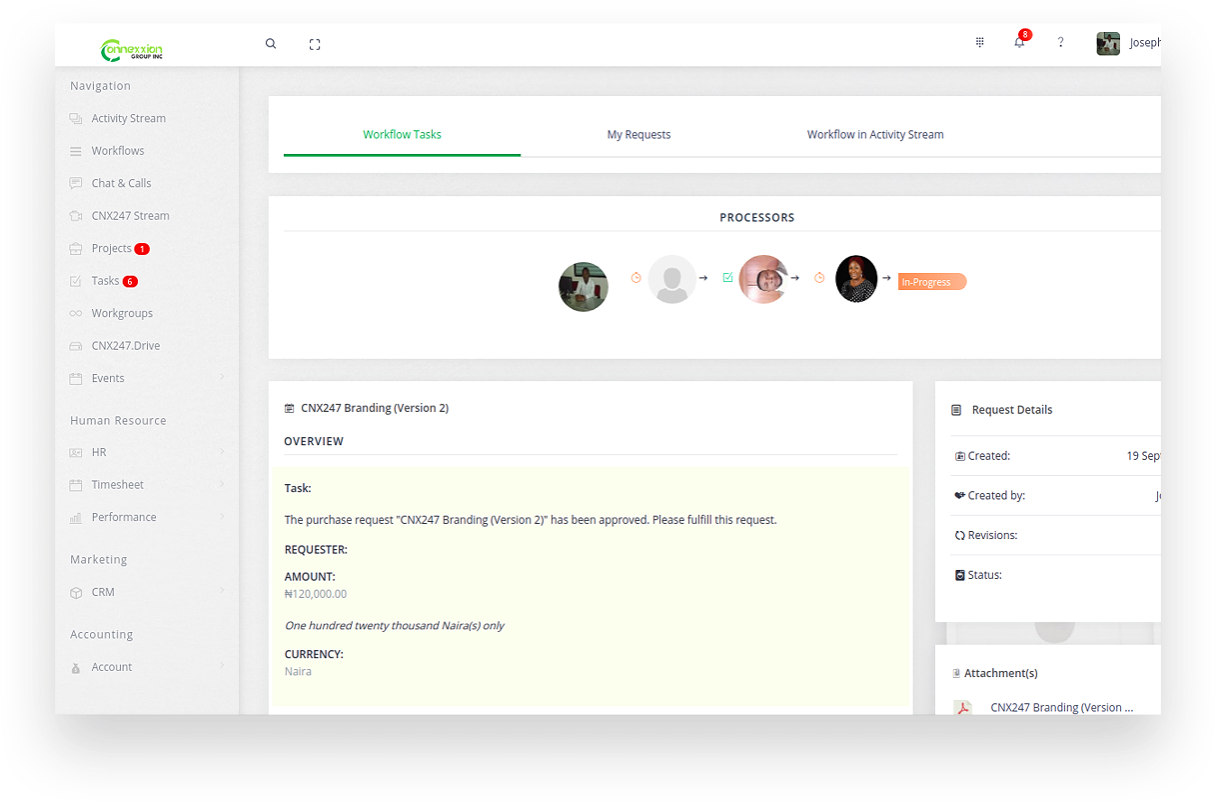 Connexxion
GROUP INC
8
Joseph
Navigation
Activity Stream
Workflows
Chat & Calls
CNX247 Stream
Projects 1
Tasks 6
Workgroups
CNX247.Drive
Events
Human Resource
HR
Timesheet
Performance
Marketing
CRM
Accounting
Account
Workflow Tasks
My Requests
Workflow in Activity Stream
PROCESSORS
In-Progress
CNX247 Branding (Version 2)
OVERVIEW
Task:
The purchase request "CNX247 Branding (Version 2)" has been approved. Please fulfill this request.
REQUESTER:
AMOUNT:
₦120,000.00
One hundred twenty thousand Naira(s) only
CURRENCY:
Naira
Request Details
Created: 19 Sep
Created by:
Revisions:
Status:
Attachment(s)
CNX247 Branding (Version ...